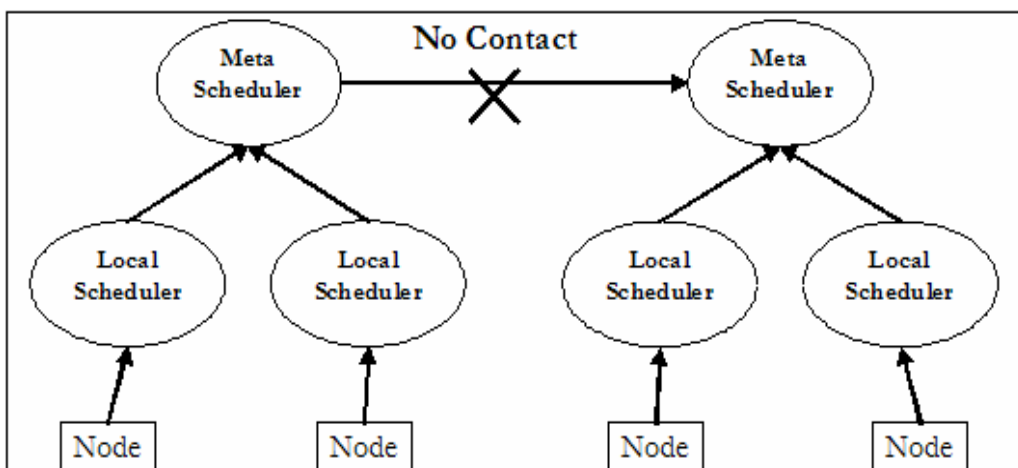 No Contact
Meta
Scheduler
Meta
Scheduler
Local
Scheduler
Local
Scheduler
Local
Scheduler
Local
Scheduler
Node
Node
Node
Node